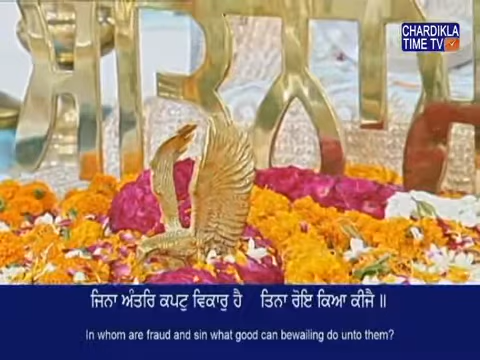 CHARDIKLA
TIME TV
ਜਿਨਾ ਅੰਤਰਿ ਕਪਟੁ ਵਿਕਾਰੁ ਹੈ ਤਿਨਾ ਰੋਇ ਕਿਆ ਕੀਜੈ ॥
In whom are fraud and sin what good can bewailing do unto them?